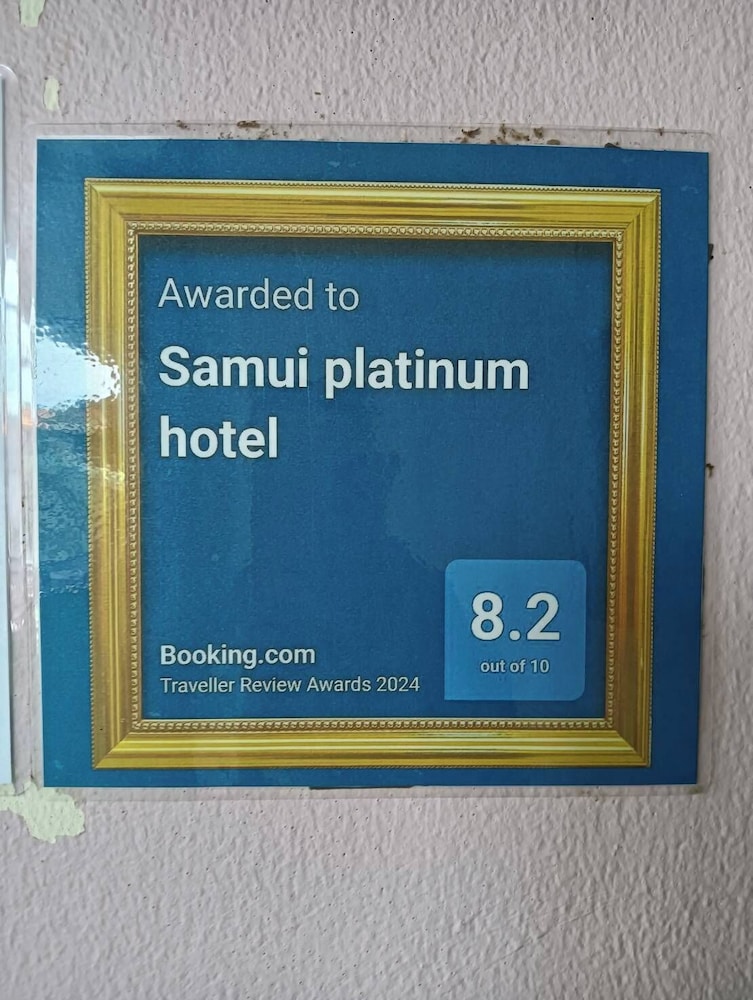 Awarded to
Samui platinum
hotel
8.2
out of 10
Booking.com
Traveller Review Awards 2024